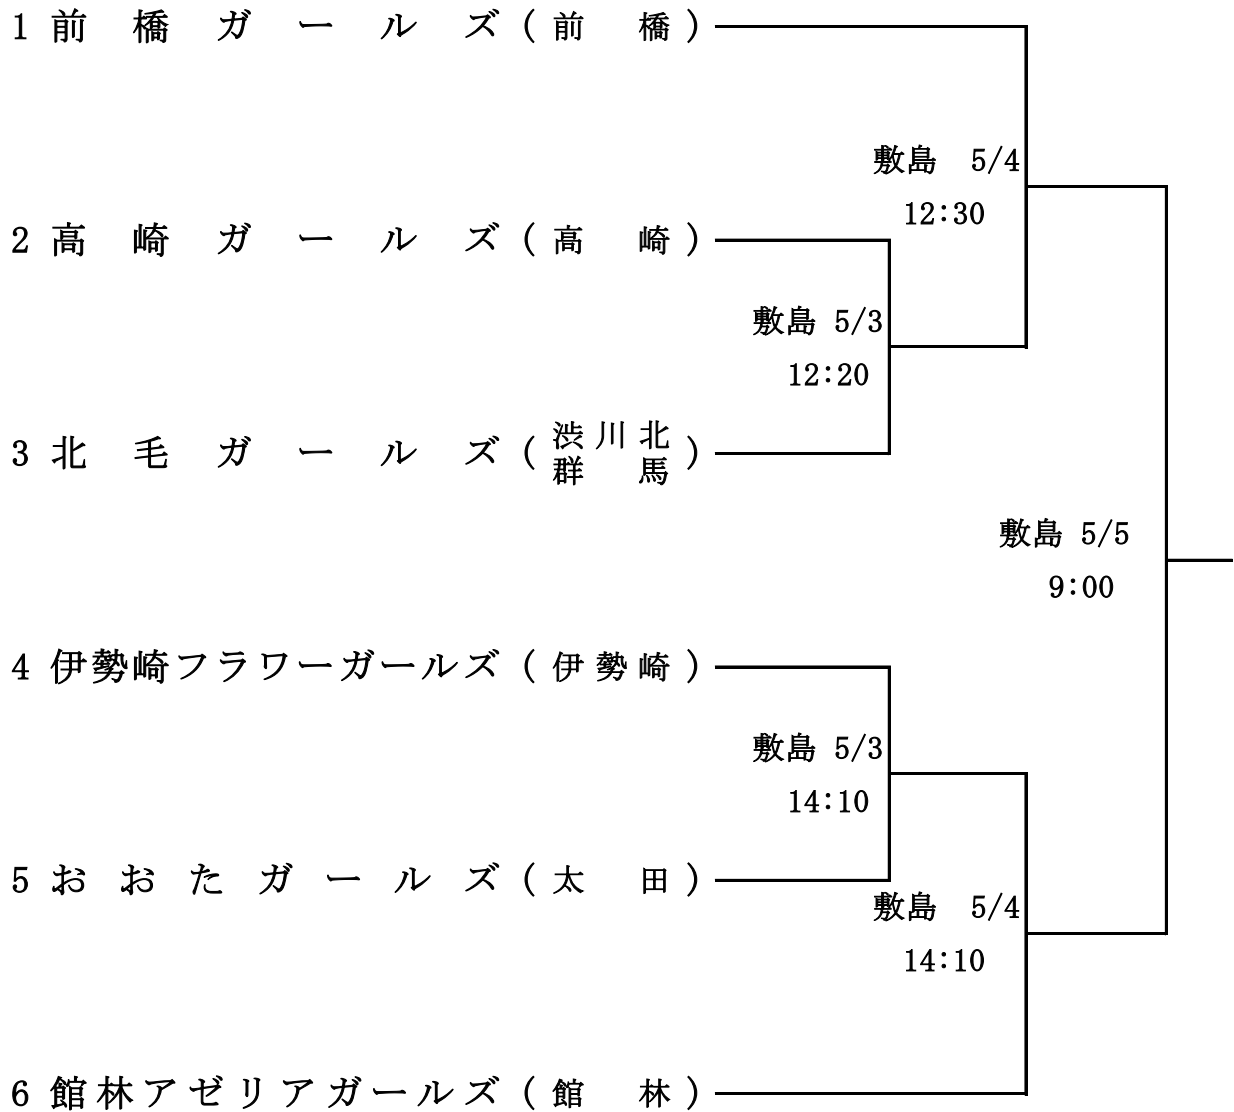 1 前橋ガールズ(前橋)
敷島 5/4
12:30
2 高崎ガールズ(高崎)
敷島 5/3
12:20
3 北毛ガールズ(渋川北群馬)
敷島 5/5
9:00
4 伊勢崎フラワーガールズ(伊勢崎)
敷島 5/3
14:10
5 おおたガールズ(太田)
敷島 5/4
14:10
6 館林アゼリアガールズ(館林)